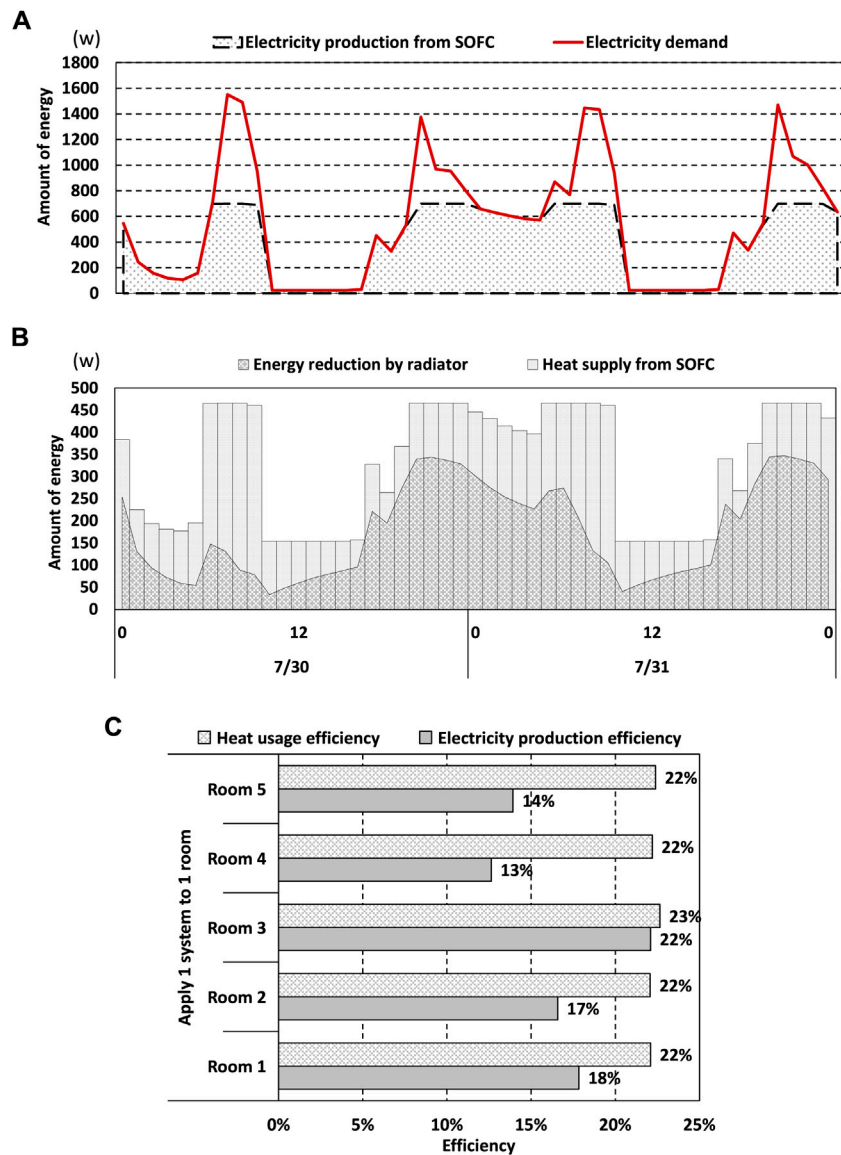 A
(w)
Electricity production from SOFC Electricity demand
Amount of energy
1800
1600
1400
1200
1000
800
600
400
200
0
B
(w)
Energy reduction by radiator Heat supply from SOFC
Amount of energy
500
450
400
350
300
250
200
150
100
50
0
0 12 0 12 0
7/30 7/31
C
Heat usage efficiency Electricity production efficiency
Apply 1 system to 1 room
Room 5
22%
14%
Room 4
22%
13%
Room 3
23%
22%
Room 2
22%
17%
Room 1
22%
18%
0% 5% 10% 15% 20% 25%
Efficiency